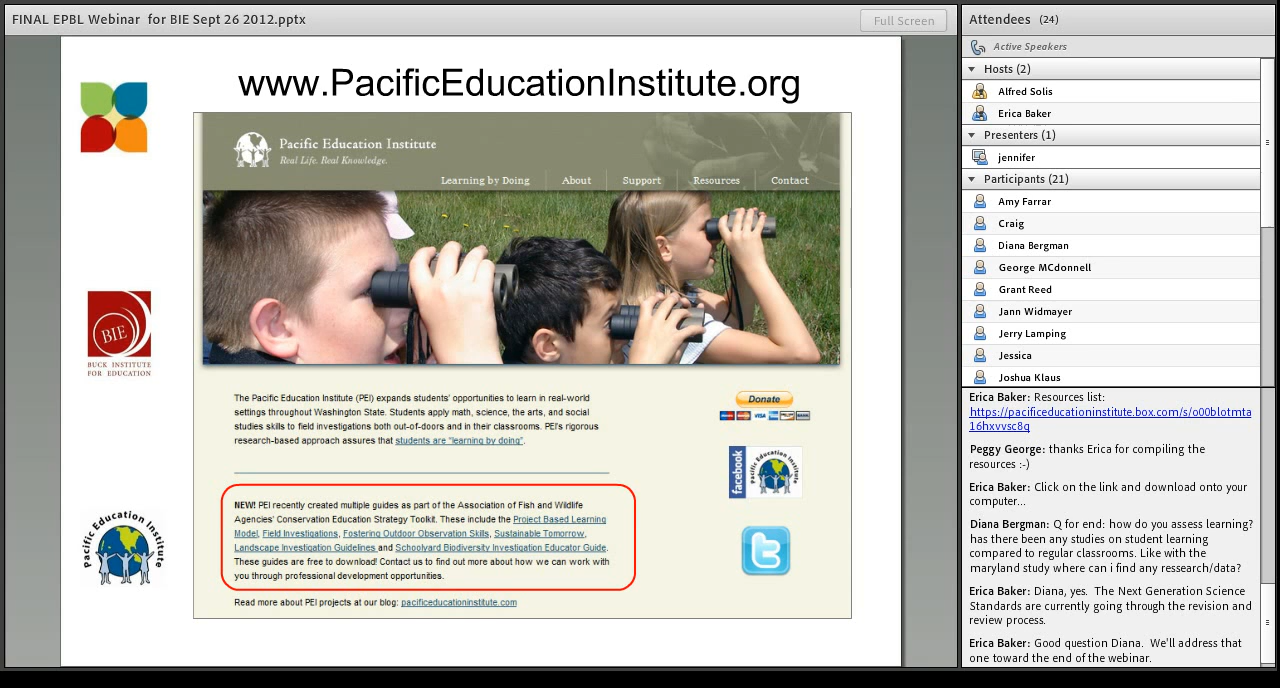 FINAL EPBL Webinar  for BIE Sept 26 2012.pptx
Full Screen
www.PacificEducationInstitute.org
Pacific Education Institute
Real Life. Real Knowledge.
Learning by Doing
About
Support
Resources
Contact
BIE
BUCK INSTITUTE
FOR EDUCATION
Pacific Education Institute
The Pacific Education Institute (PEI) expands students' opportunities to learn in real-world
settings throughout Washington State. Students apply math, science, the arts, and social
studies skills to field investigations both out-of-doors and in their classrooms. PEI's rigorous
research-based approach assures that students are "learning by doing".
Donate
VISA
facebook
Pacific Education Institute
NEW! PEI recently created multiple guides as part of the Association of Fish and Wildlife
Agencies' Conservation Education Strategy Toolkit. These include the Project Based Learning
Model, Field Investigations, Fostering Outdoor Observation Skills, Sustainable Tomorrow,
Landscape Investigation Guidelines and Schoolyard Biodiversity Investigation Educator Guide.
These guides are free to download! Contact us to find out more about how we can work with
you through professional development opportunities.
Read more about PEI projects at our blog: pacificeducationinstitute.com
Attendees (24)
Active Speakers
Hosts (2)
Alfred Solis
Erica Baker
Presenters (1)
jennifer
Participants (21)
Amy Farrar
Craig
Diana Bergman
George MCdonnell
Grant Reed
Jann Widmayer
Jerry Lamping
Jessica
Joshua Klaus
Erica Baker: Resources list:
https://pacificeducationinstitute.box.com/s/o00blotmta
16hxvvsc8q
Peggy George: thanks Erica for compiling the
resources :-)
Erica Baker: Click on the link and download onto your
computer...
Diana Bergman: Q for end: how do you assess learning?
has there been any studies on student learning
compared to regular classrooms. Like with the
maryland study where can i find any ressearch/data?
Erica Baker: Diana, yes.  The Next Generation Science
Standards are currently going through the revision and
review process.
Erica Baker: Good question Diana.  We'll address that
one toward the end of the webinar.